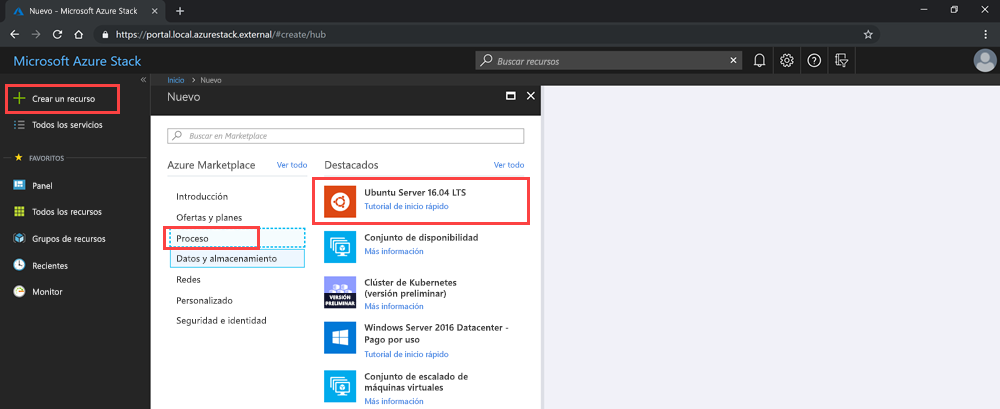 Nuevo - Microsoft Azure Stack
https://portal.local.azurestack.external/#create/hub
Microsoft Azure Stack
Buscar recursos
Crear un recurso
Todos los servicios
FAVORITOS
Panel
Todos los recursos
Grupos de recursos
Recientes
Monitor
Inicio > Nuevo
Nuevo
Buscar en Marketplace
Azure Marketplace
Ver todo
Introducción
Ofertas y planes
Proceso
Datos y almacenamiento
Redes
Personalizado
Seguridad e identidad
Destacados
Ver todo
Ubuntu Server 16.04 LTS
Tutorial de inicio rápido
Conjunto de disponibilidad
Más información
VERSIÓN
PRELIMINAR
Clúster de Kubernetes
(versión preliminar)
Más información
Windows Server 2016 Datacenter -
Pago por uso
Tutorial de inicio rápido
Conjunto de escalado de
máquinas virtuales
Más información